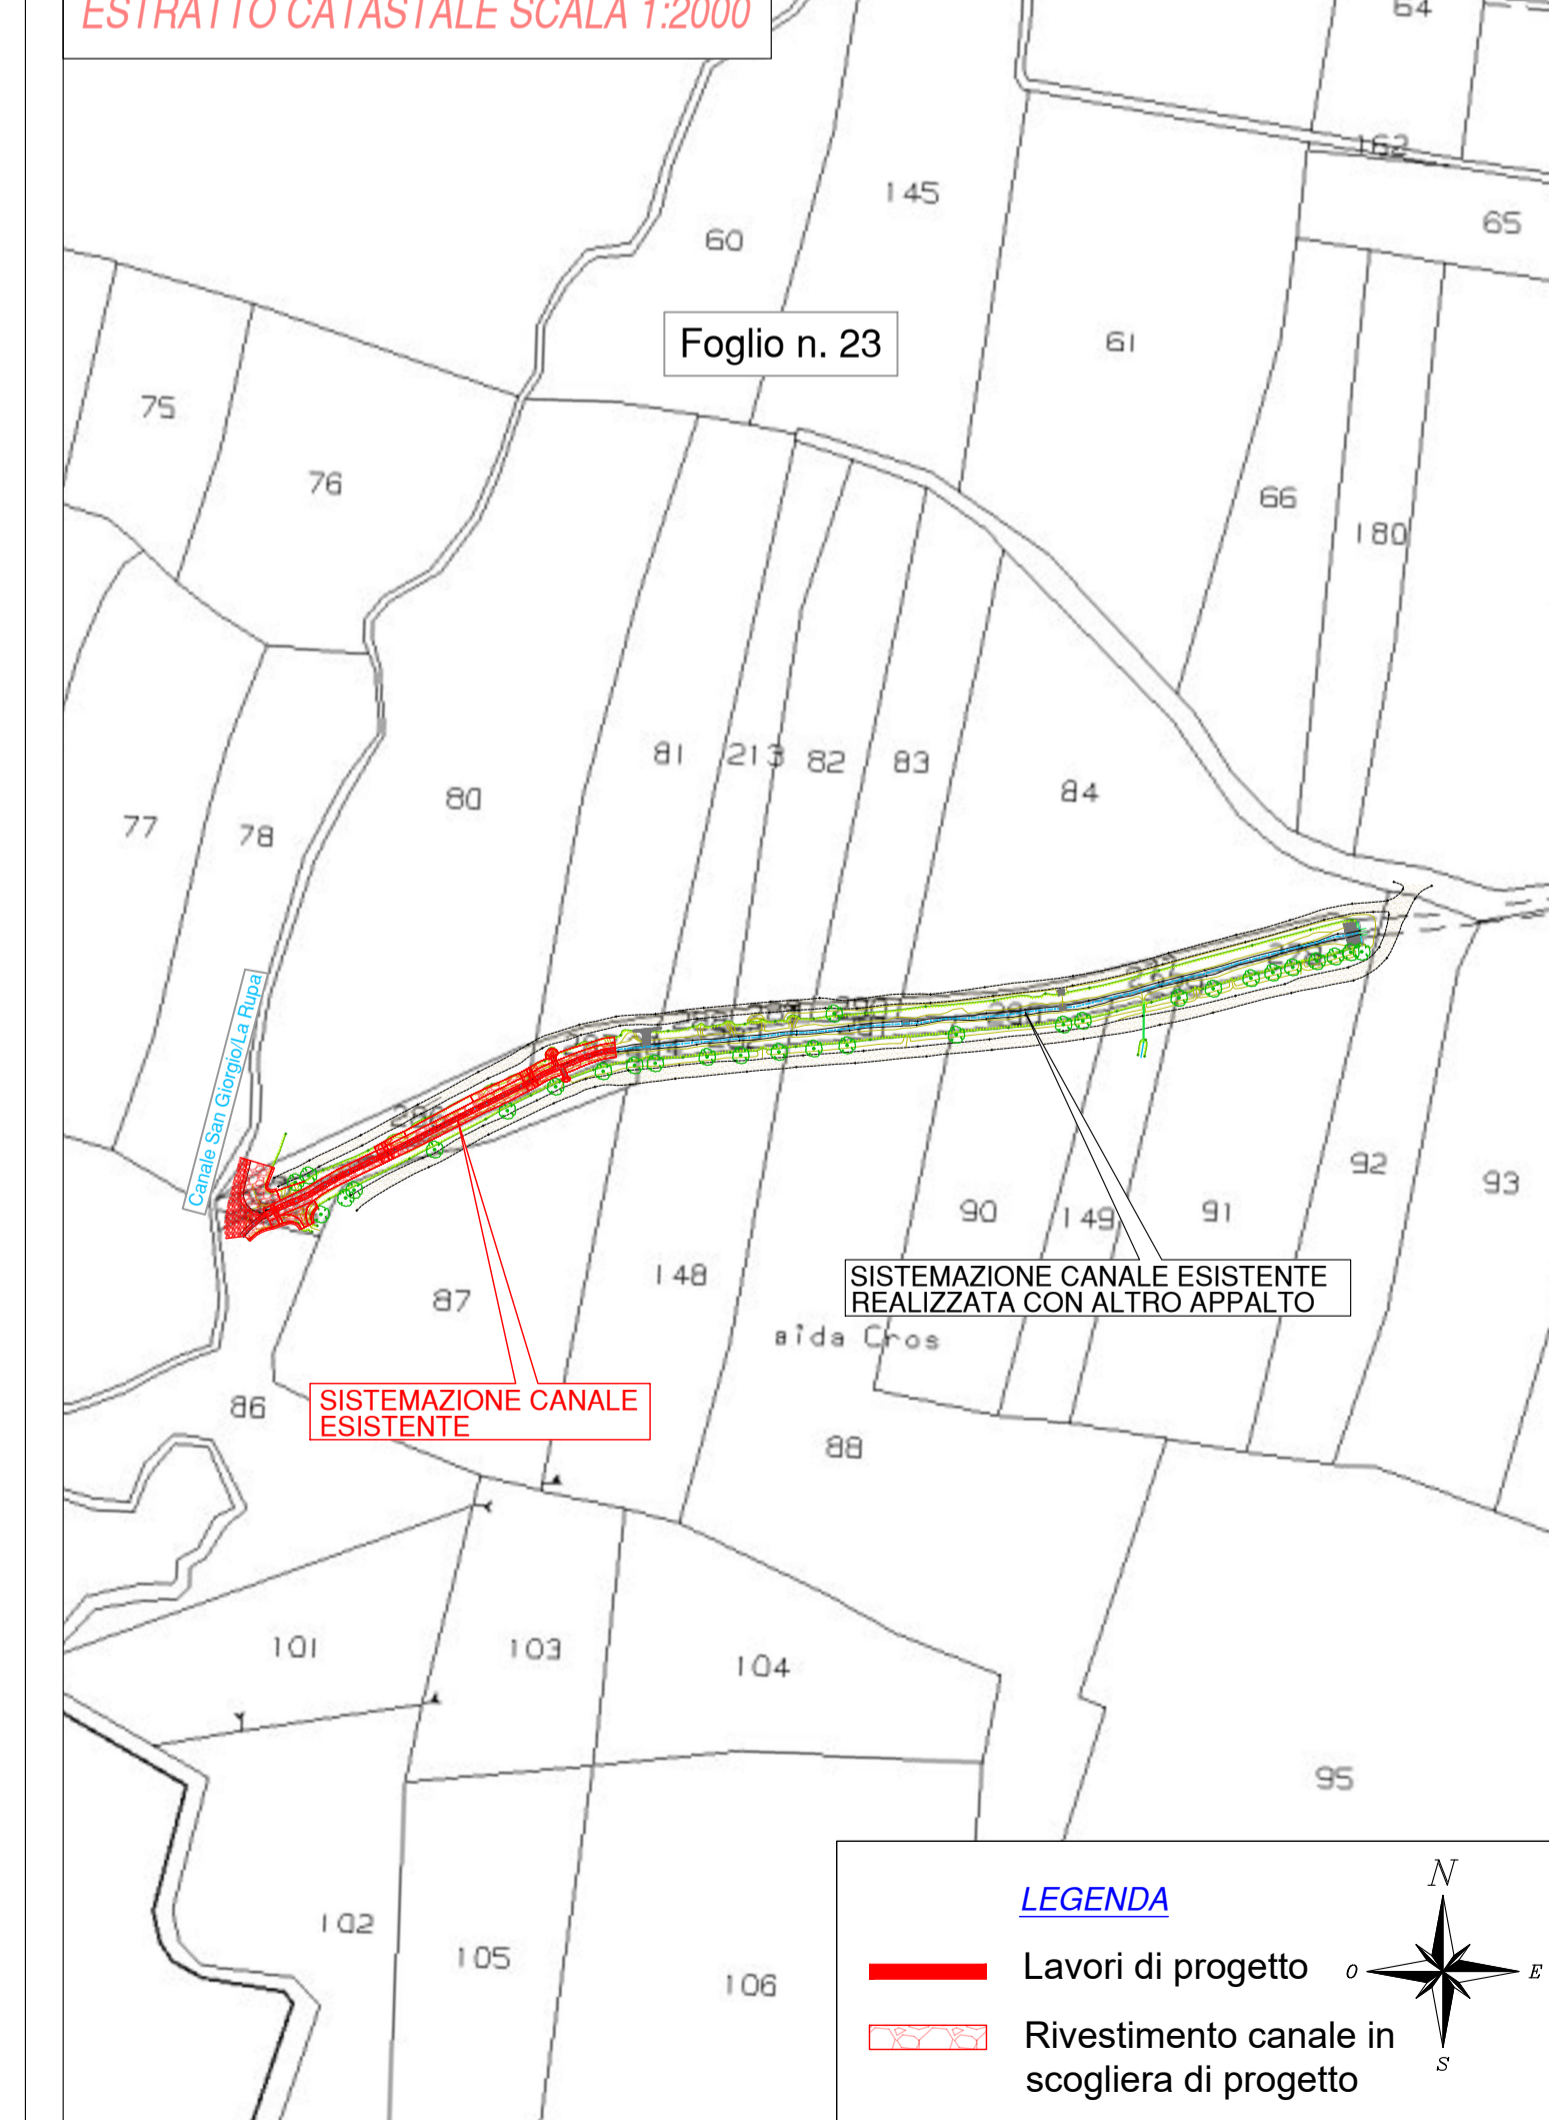 ESTRATTO CATASTALE SCALA 1:2000
64
162
145
65
60
Foglio n. 23
61
75
76
66
180
81
213
82
83
84
80
77
78
Canale San Giorgio/La Rupa
92
93
90
149
91
148
87
SISTEMAZIONE CANALE ESISTENTE
REALIZZATA CON ALTRO APPALTO
aida Cros
SISTEMAZIONE CANALE
ESISTENTE
86
88
101
103
104
95
102
105
106
LEGENDA
N
Lavori di progetto
O
E
Rivestimento canale in
scogliera di progetto
S